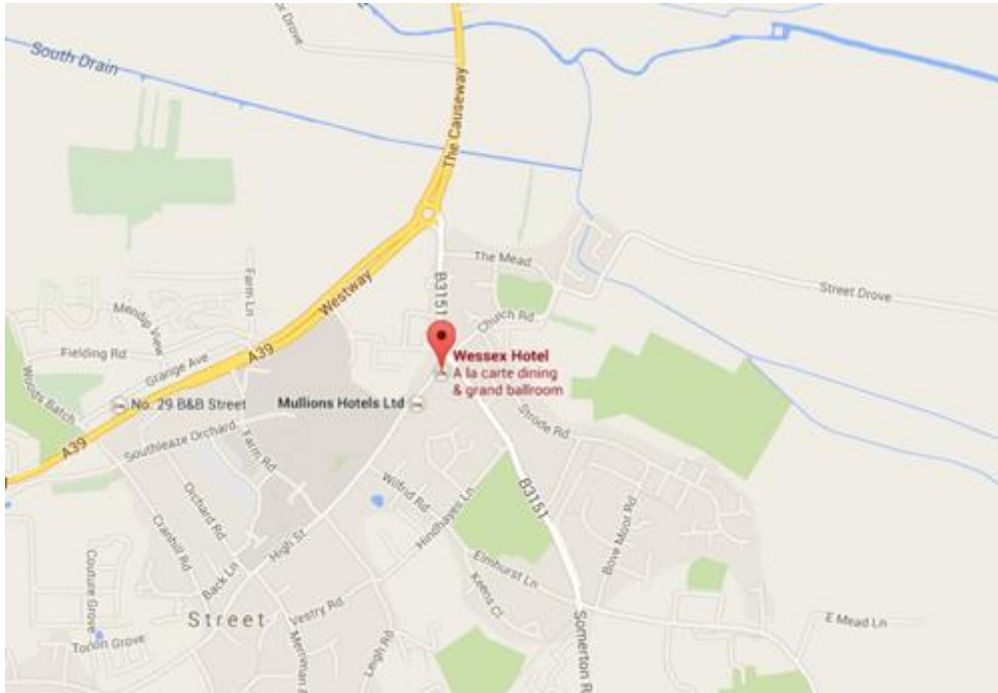 Drove
South Drain
The Causeway
The Mead
Street Drove
Farm Ln
Westway
B3151
Church Rd
Mendip View
Fielding Rd
Grange Ave
A39
Wessex Hotel
A la carte dining
& grand ballroom
Woods Batch
No. 29 B&B Street
Mullions Hotels Ltd
Strode Rd
A39
Southleaze Orchard
Farm Rd
Wilfrid Rd
Hindhayes Ln
B3151
Orchard Rd
Cranhill Rd
High St
Bove Moor Rd
Elmhurst Ln
Keens Cl
Back Ln
Couture Grove
Vestry Rd
Street
E Mead Ln
Torion Grove
Merriman
Leigh Rd
Somerton R